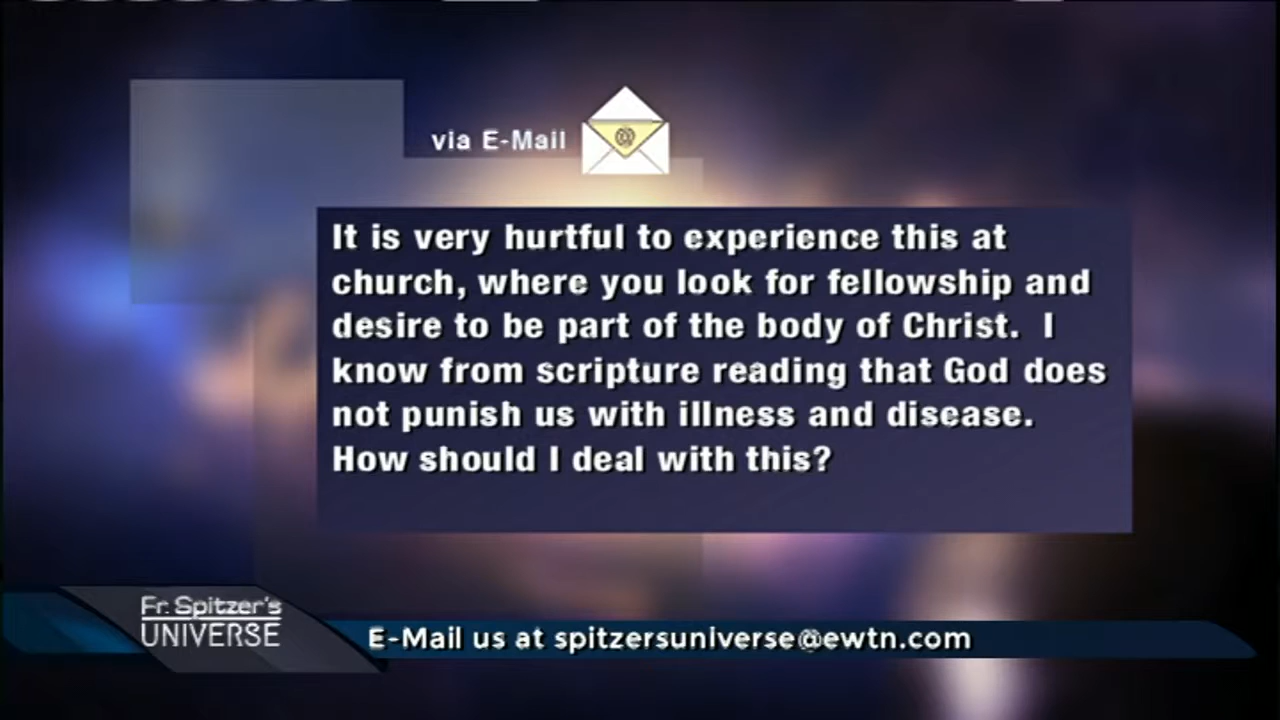 via E-Mail
@
It is very hurtful to experience this at
church, where you look for fellowship and
desire to be part of the body of Christ. I
know from scripture reading that God does
not punish us with illness and disease.
How should I deal with this?
Fr. Spitzer's
UNIVERSE
E-Mail us at spitzersuniverse@ewtn.com